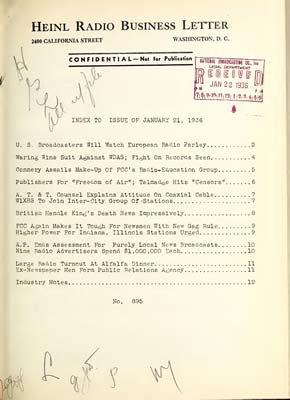 HEINL RADIO BUSINESS LETTER
2400 CALIFORNIA STREET WASHINGTON, D. C.
CONFIDENTIAL—Not for Publication
NATIONAL BROADCASTING CO., Inc
LEGAL DEPARTMENT
RECEIVED
JAN 22 1936
INDEX TO ISSUE OF JANUARY 21, 1936
U. S. Broadcasters Will Watch European Radio Parley............2
Waring Wins Suit Against WDAS; Fight On Records Seen............4
Connery Assails Make-Up Of FCC's Radio-Education Group..........5
Publishers For "Freedom of Air"; Talmadge Hits "Censors"........6
A. T. & T. Counsel Explains Attitude On Coaxial Cable...........7
W1XBS To Join Inter-City Group Of Stations......................7
British Handle King's Death News Impressively...................8
FCC Again Makes It Tough For Newsmen With New Gag Rule..........9
Higher Power For Indiana, Illinois Stations Urged...............9
A.P. Ends Assessment For Purely Local News Broadcasts..........10
Nine Radio Advertisers Spend $1,000,000 Each...................10
Large Radio Turnout At Alfalfa Dinner..........................11
Ex-Newspaper Men Form Public Relations Agency..................11
Industry Notes.................................................12
No. 895